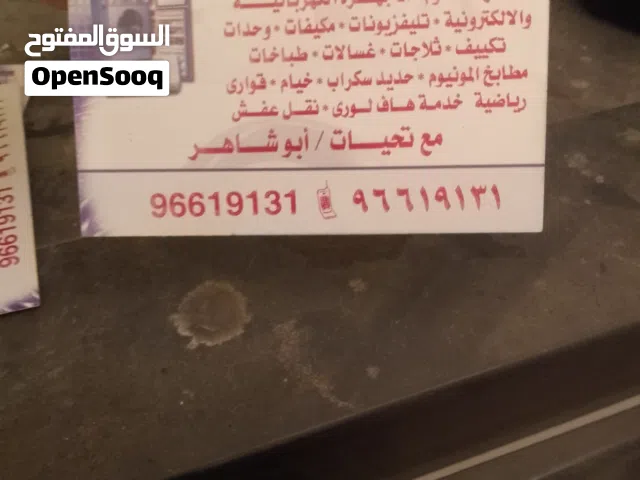 السوق المفتوح
OpenSooq
والالكترونية * تليفزيونات * مكيفات * وحدات
تكييف * ثلاجات * غسالات * طباخات
مطابخ المونيوم * حديد سكراب * خيام * قوارى
رياضية خدمة هاف لورى * نقل عفش
مع تحيــات / أبو شاهر
96619131 ٩٦٦١٩١٣١
96619131